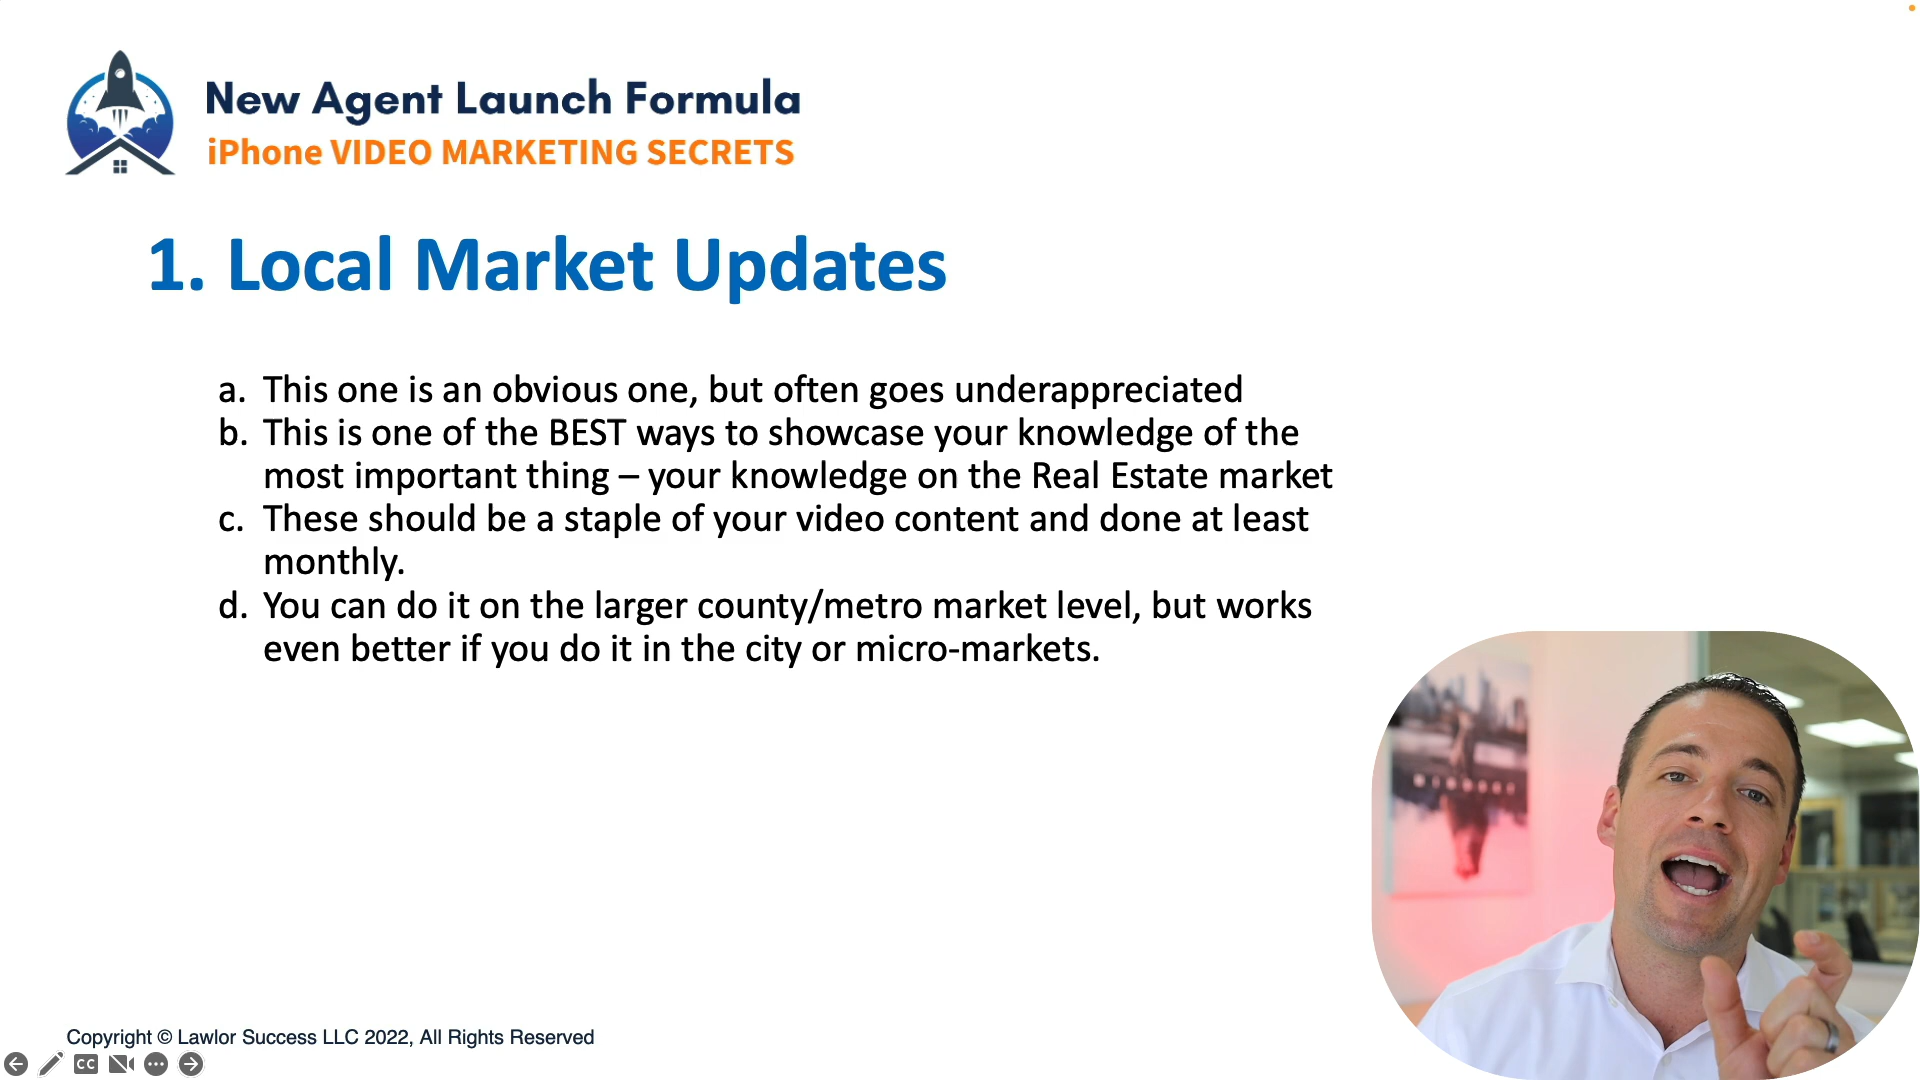 New Agent Launch Formula
iPhone VIDEO MARKETING SECRETS
1. Local Market Updates
a. This one is an obvious one, but often goes underappreciated
b. This is one of the BEST ways to showcase your knowledge of the
most important thing – your knowledge on the Real Estate market
c. These should be a staple of your video content and done at least
monthly.
d. You can do it on the larger county/metro market level, but works
even better if you do it in the city or micro-markets.
Copyright © Lawlor Success LLC 2022, All Rights Reserved
CC